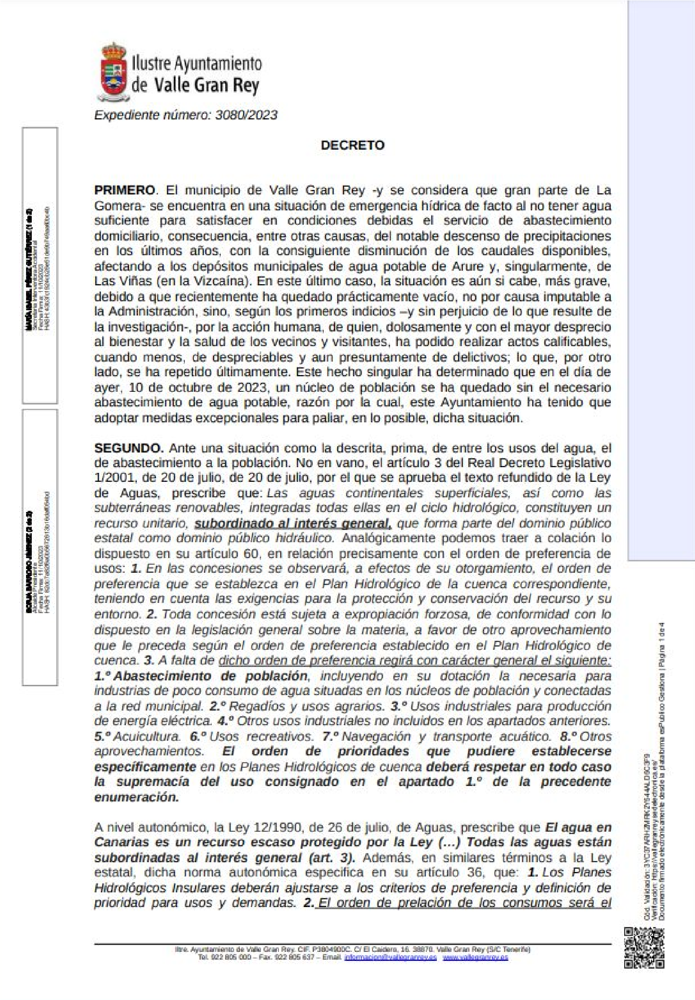 Ilustre Ayuntamiento
de Valle Gran Rey
Expediente número: 3080/2023
DECRETO
PRIMERO. El municipio de Valle Gran Rey -y se considera que gran parte de La
Gomera- se encuentra en una situación de emergencia hídrica de facto al no tener agua
suficiente para satisfacer en condiciones debidas el servicio de abastecimiento
domiciliario, consecuencia, entre otras causas, del notable descenso de precipitaciones
en los últimos años, con la consiguiente disminución de los caudales disponibles,
afectando a los depósitos municipales de agua potable de Arure y, singularmente, de
Las Viñas (en la Vizcaína). En este último caso, la situación es aún si cabe, más grave,
debido a que recientemente ha quedado prácticamente vacío, no por causa imputable a
la Administración, sino, según los primeros indicios –y sin perjuicio de lo que resulte de
la investigación-, por la acción humana, de quien, dolosamente y con el mayor desprecio
al bienestar y la salud de los vecinos y visitantes, ha podido realizar actos calificables,
cuando menos, de despreciables y aun presuntamente de delictivos; lo que, por otro
lado, se ha repetido últimamente. Este hecho singular ha determinado que en el día de
ayer, 10 de octubre de 2023, un núcleo de población se ha quedado sin el necesario
abastecimiento de agua potable, razón por la cual, este Ayuntamiento ha tenido que
adoptar medidas excepcionales para paliar, en lo posible, dicha situación.
SEGUNDO. Ante una situación como la descrita, prima, de entre los usos del agua, el
de abastecimiento a la población. No en vano, el artículo 3 del Real Decreto Legislativo
1/2001, de 20 de julio, de 20 de julio, por el que se aprueba el texto refundido de la Ley
de Aguas, prescribe que: Las aguas continentales superficiales, así como las
subterráneas renovables, integradas todas ellas en el ciclo hidrológico, constituyen un
recurso unitario, subordinado al interés general, que forma parte del dominio público
estatal como dominio público hidráulico. Analógicamente podemos traer a colación lo
dispuesto en su artículo 60, en relación precisamente con el orden de preferencia de
usos: 1. En las concesiones se observará, a efectos de su otorgamiento, el orden de
preferencia que se establezca en el Plan Hidrológico de la cuenca correspondiente,
teniendo en cuenta las exigencias para la protección y conservación del recurso y su
entorno. 2. Toda concesión está sujeta a expropiación forzosa, de conformidad con lo
dispuesto en la legislación general sobre la materia, a favor de otro aprovechamiento
que le preceda según el orden de preferencia establecido en el Plan Hidrológico de
cuenca. 3. A falta de dicho orden de preferencia regirá con carácter general el siguiente:
1.º Abastecimiento de población, incluyendo en su dotación la necesaria para
industrias de poco consumo de agua situadas en los núcleos de población y conectadas
a la red municipal. 2.º Regadíos y usos agrarios. 3.º Usos industriales para producción
de energía eléctrica. 4.º Otros usos industriales no incluidos en los apartados anteriores.
5.º Acuicultura. 6.º Usos recreativos. 7.º Navegación y transporte acuático. 8.º Otros
aprovechamientos. El orden de prioridades que pudiere establecerse
específicamente en los Planes Hidrológicos de cuenca deberá respetar en todo caso
la supremacía del uso consignado en el apartado 1.º de la precedente
enumeración.
A nivel autonómico, la Ley 12/1990, de 26 de julio, de Aguas, prescribe que El agua en
Canarias es un recurso escaso protegido por la Ley (...) Todas las aguas están
subordinadas al interés general (art. 3). Además, en similares términos a la Ley
estatal, dicha norma autonómica especifica en su artículo 36, que: 1. Los Planes
Hidrológicos Insulares deberán ajustarse a los criterios de preferencia y definición de
prioridad para usos y demandas. 2. El orden de prelación de los consumos será el
Iltre. Ayuntamiento de Valle Gran Rey. CIF. P3804900C. C/ El Caidero, 16. 38870. Valle Gran Rey (S/C Tenerife)
Tel. 922 805 000 – Fax. 922 805 637 – Email. informacion@vallegranrey.es www.vallegranrey.es
MARÍA ISABEL PÉREZ GUTIÉRREZ (1 de 2)
Secretaria Interventora Accidental
Fecha Firma: 11/10/2023
HASH:
BORJA BARROSO JIMÉNEZ (2 de 2)
Alcalde Presidente
Fecha Firma: 11/10/2023
HASH:
Cód. Validación:
Verificación: https://vallegranrey.sedelectronica.es/
Documento firmado electrónicamente desde la plataforma esPublico Gestiona | Página 1 de 4